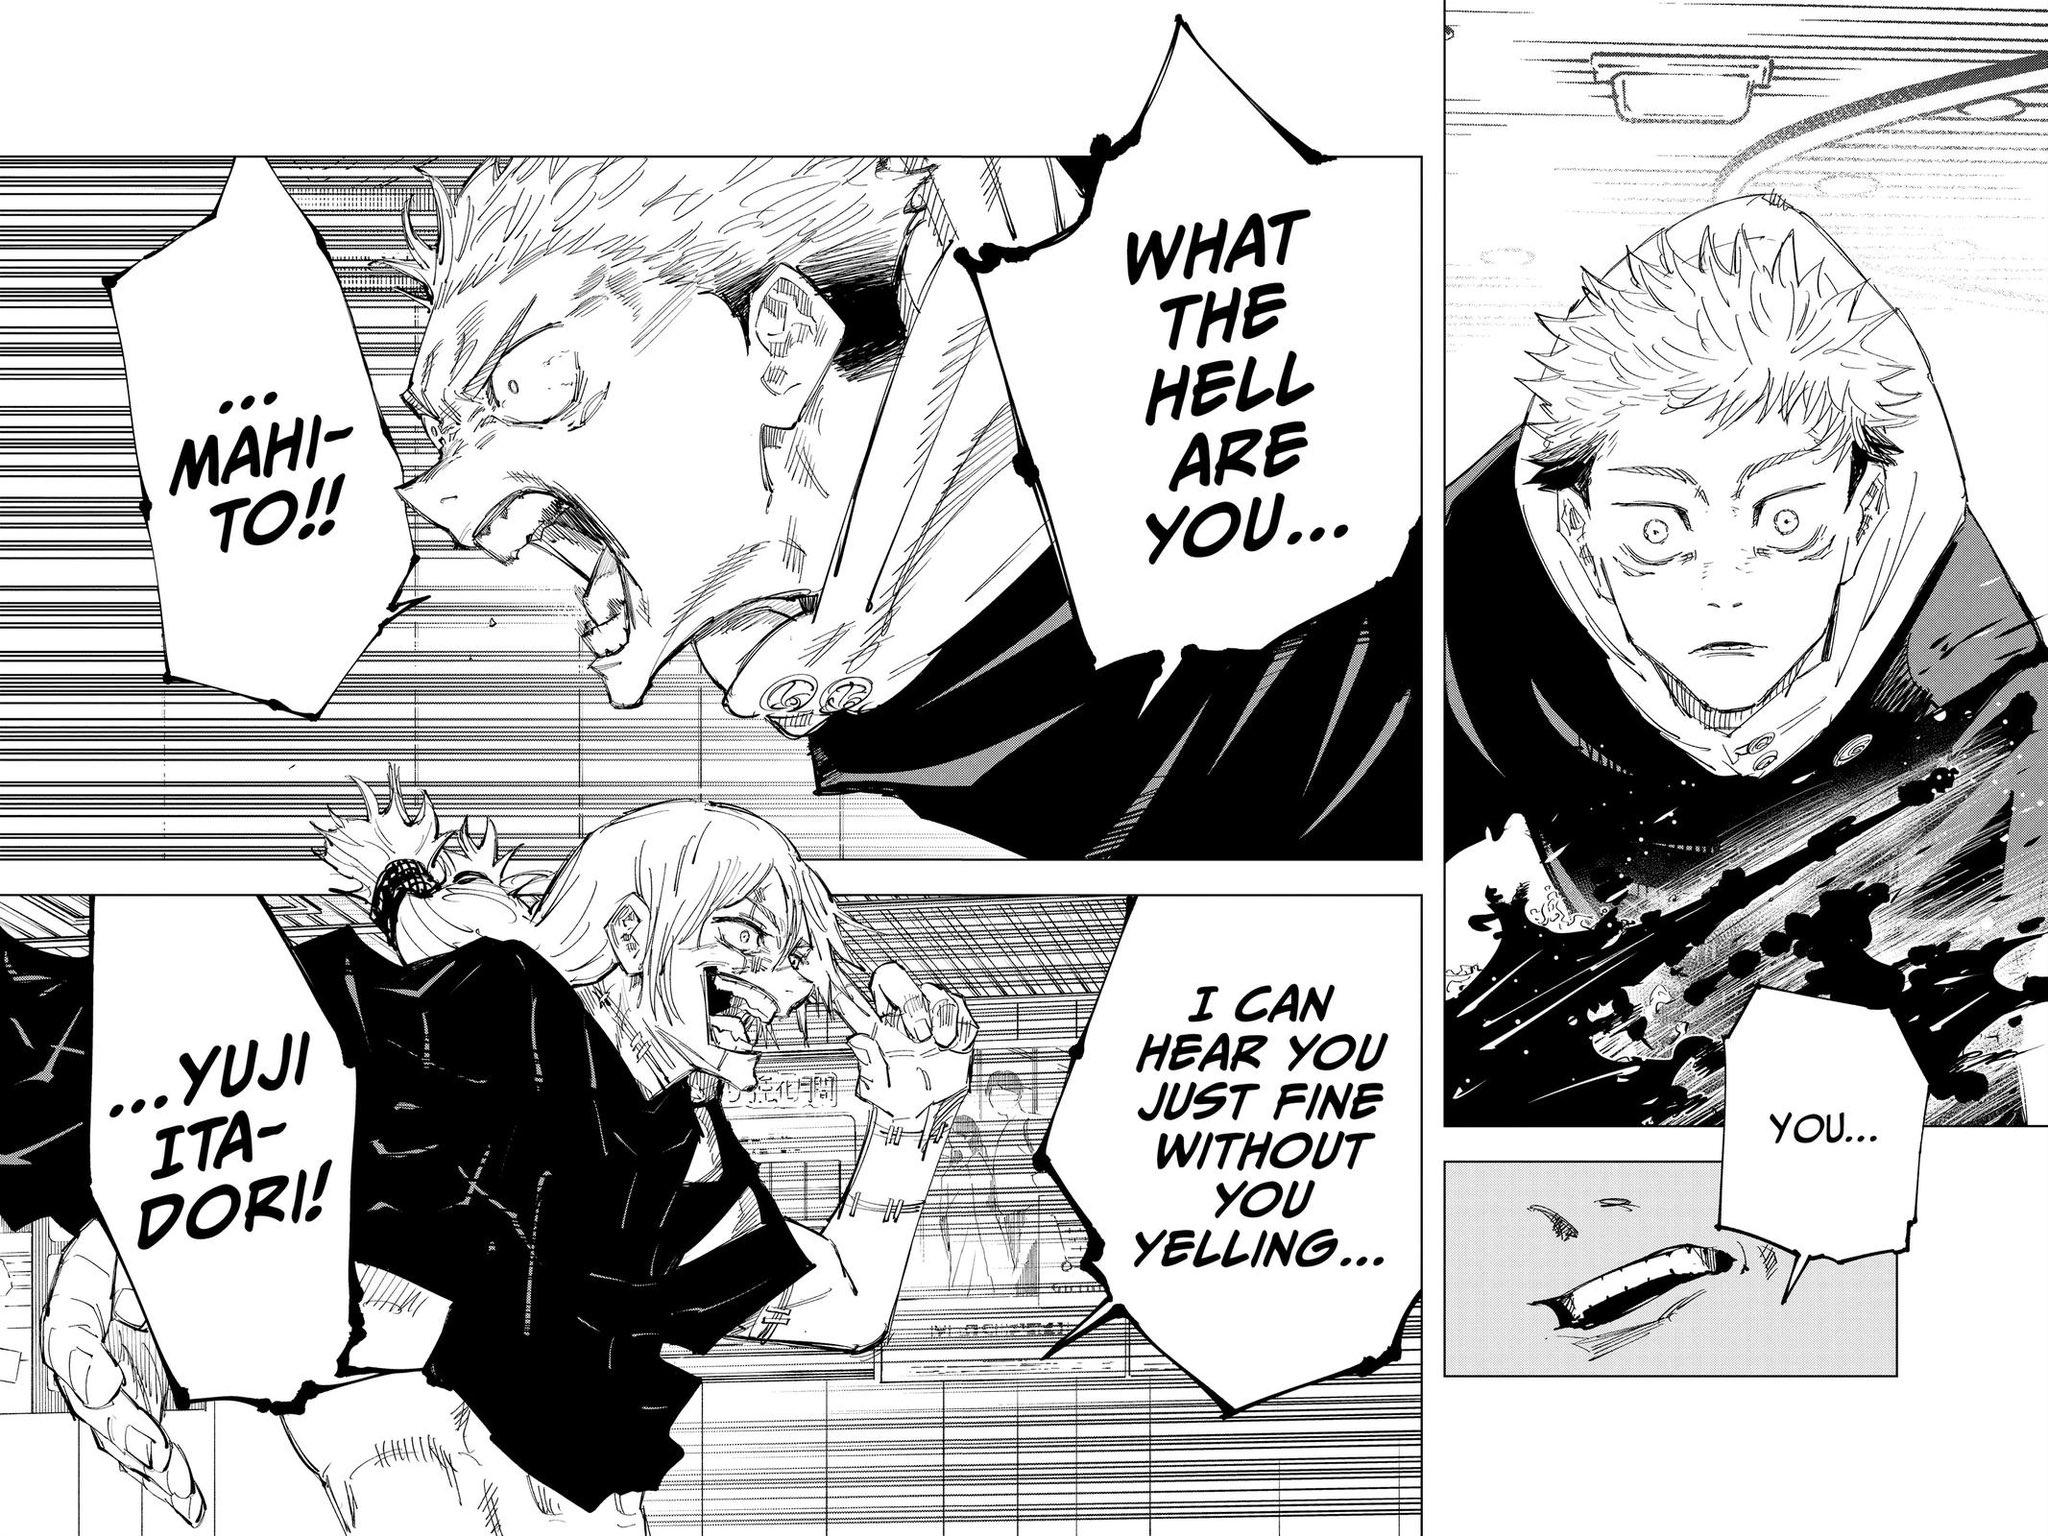 YOU...
WHAT
THE
HELL
ARE
YOU...
...
MAHI-
TO!!
I CAN
HEAR YOU
JUST FINE
WITHOUT
YOU
YELLING...
...YUJI
ITA-
DORI!